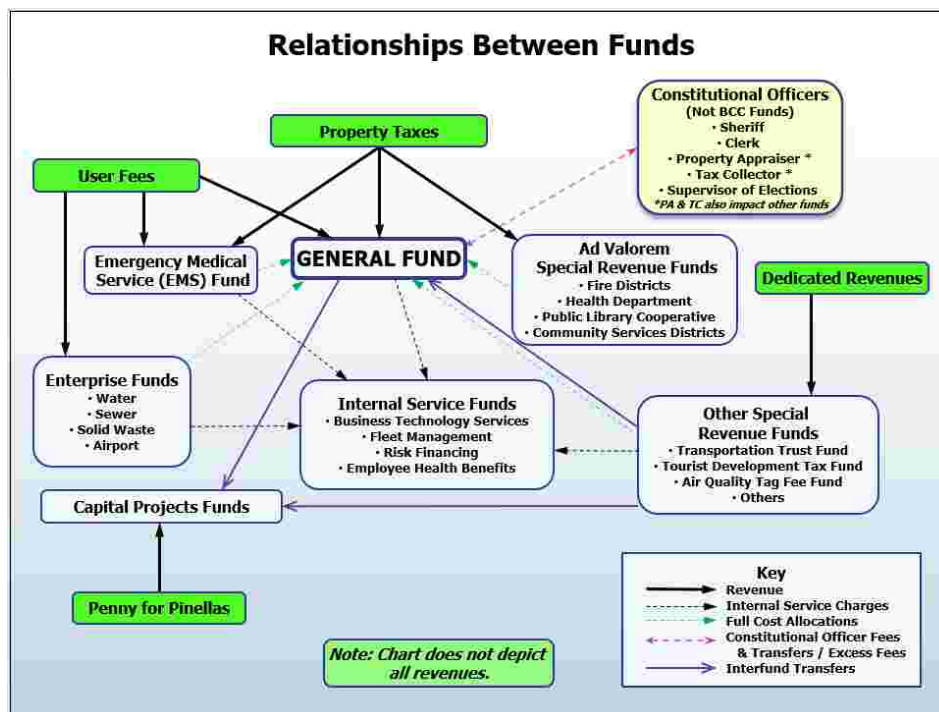 Relationships Between Funds
Constitutional Officers
(Not BCC Funds)
• Sheriff
• Clerk
• Property Appraiser *
• Tax Collector *
• Supervisor of Elections
*PA & TC also impact other funds
Property Taxes
User Fees
Emergency Medical
Service (EMS) Fund
GENERAL FUND
Ad Valorem
Special Revenue Funds
• Fire Districts
• Health Department
• Public Library Cooperative
• Community Services Districts
Dedicated Revenues
Enterprise Funds
• Water
• Sewer
• Solid Waste
• Airport
Internal Service Funds
• Business Technology Services
• Fleet Management
• Risk Financing
• Employee Health Benefits
Other Special
Revenue Funds
• Transportation Trust Fund
• Tourist Development Tax Fund
• Air Quality Tag Fee Fund
• Others
Capital Projects Funds
Penny for Pinellas
Note: Chart does not depict
all revenues.
Key
Revenue
Internal Service Charges
Full Cost Allocations
Constitutional Officer Fees
& Transfers / Excess Fees
Interfund Transfers